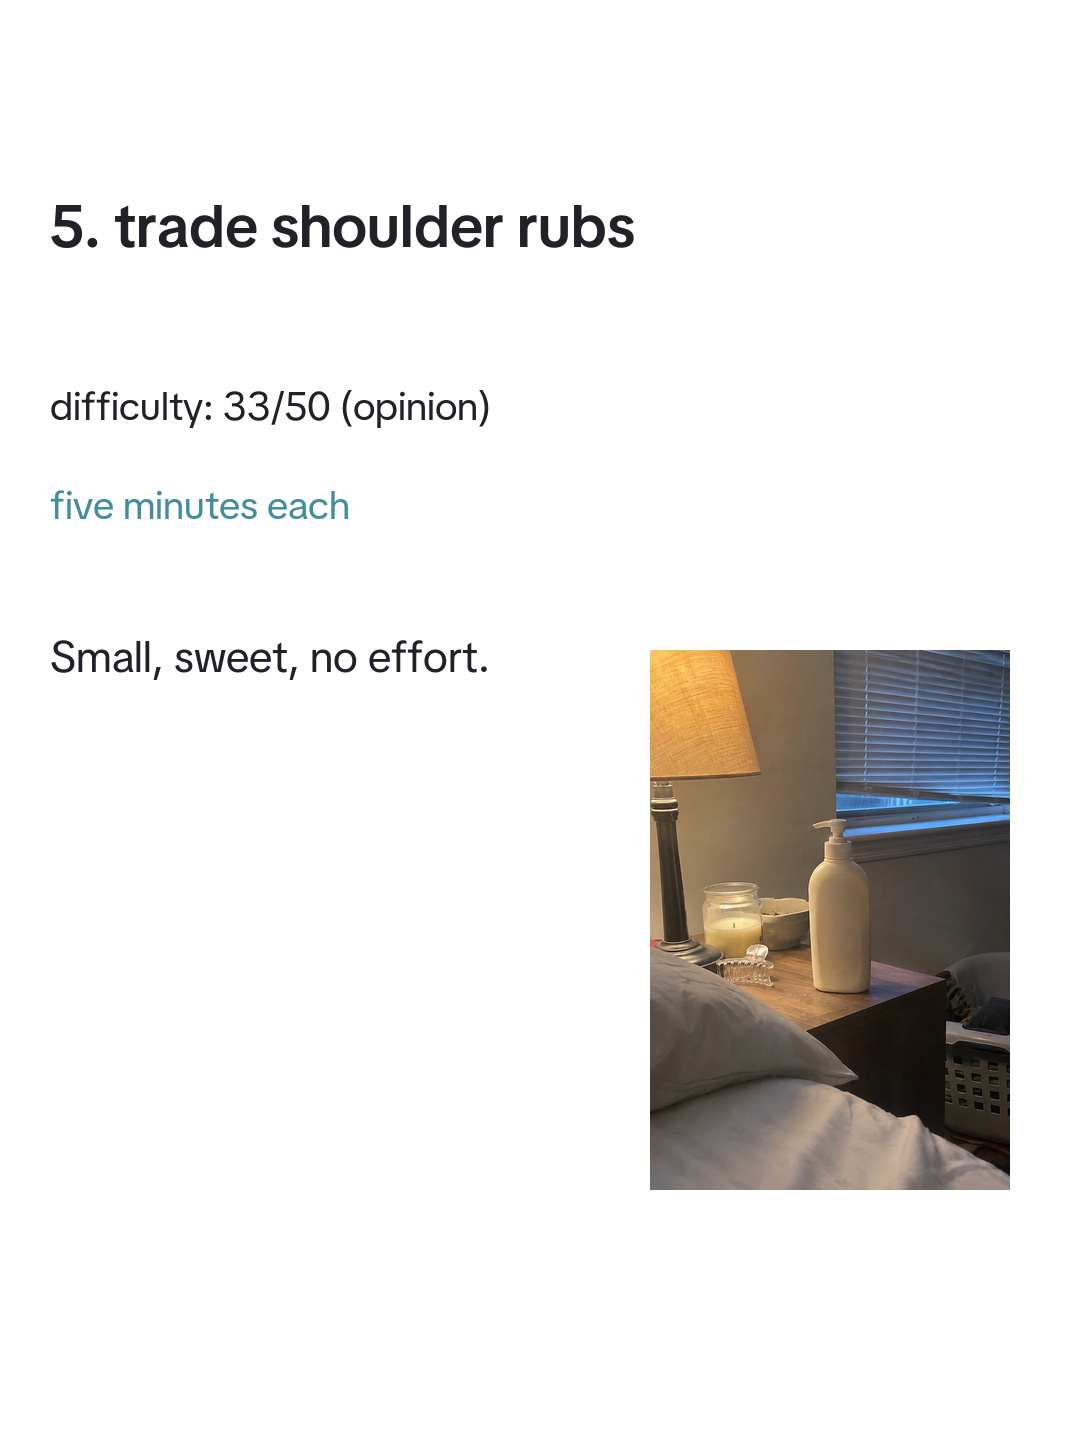 5. trade shoulder rubs
difficulty: 33/50 (opinion)
five minutes each
Small, sweet, no effort.